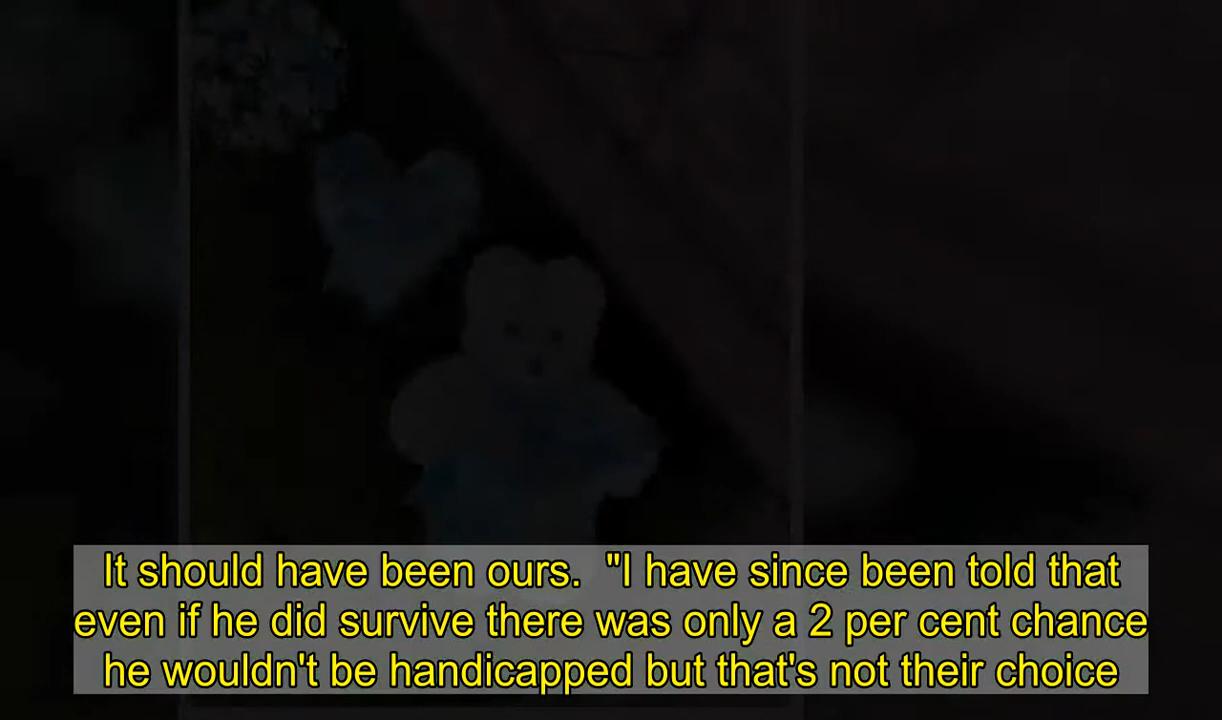 It should have been ours.  "I have since been told that
even if he did survive there was only a 2 per cent chance
he wouldn't be handicapped but that's not their choice